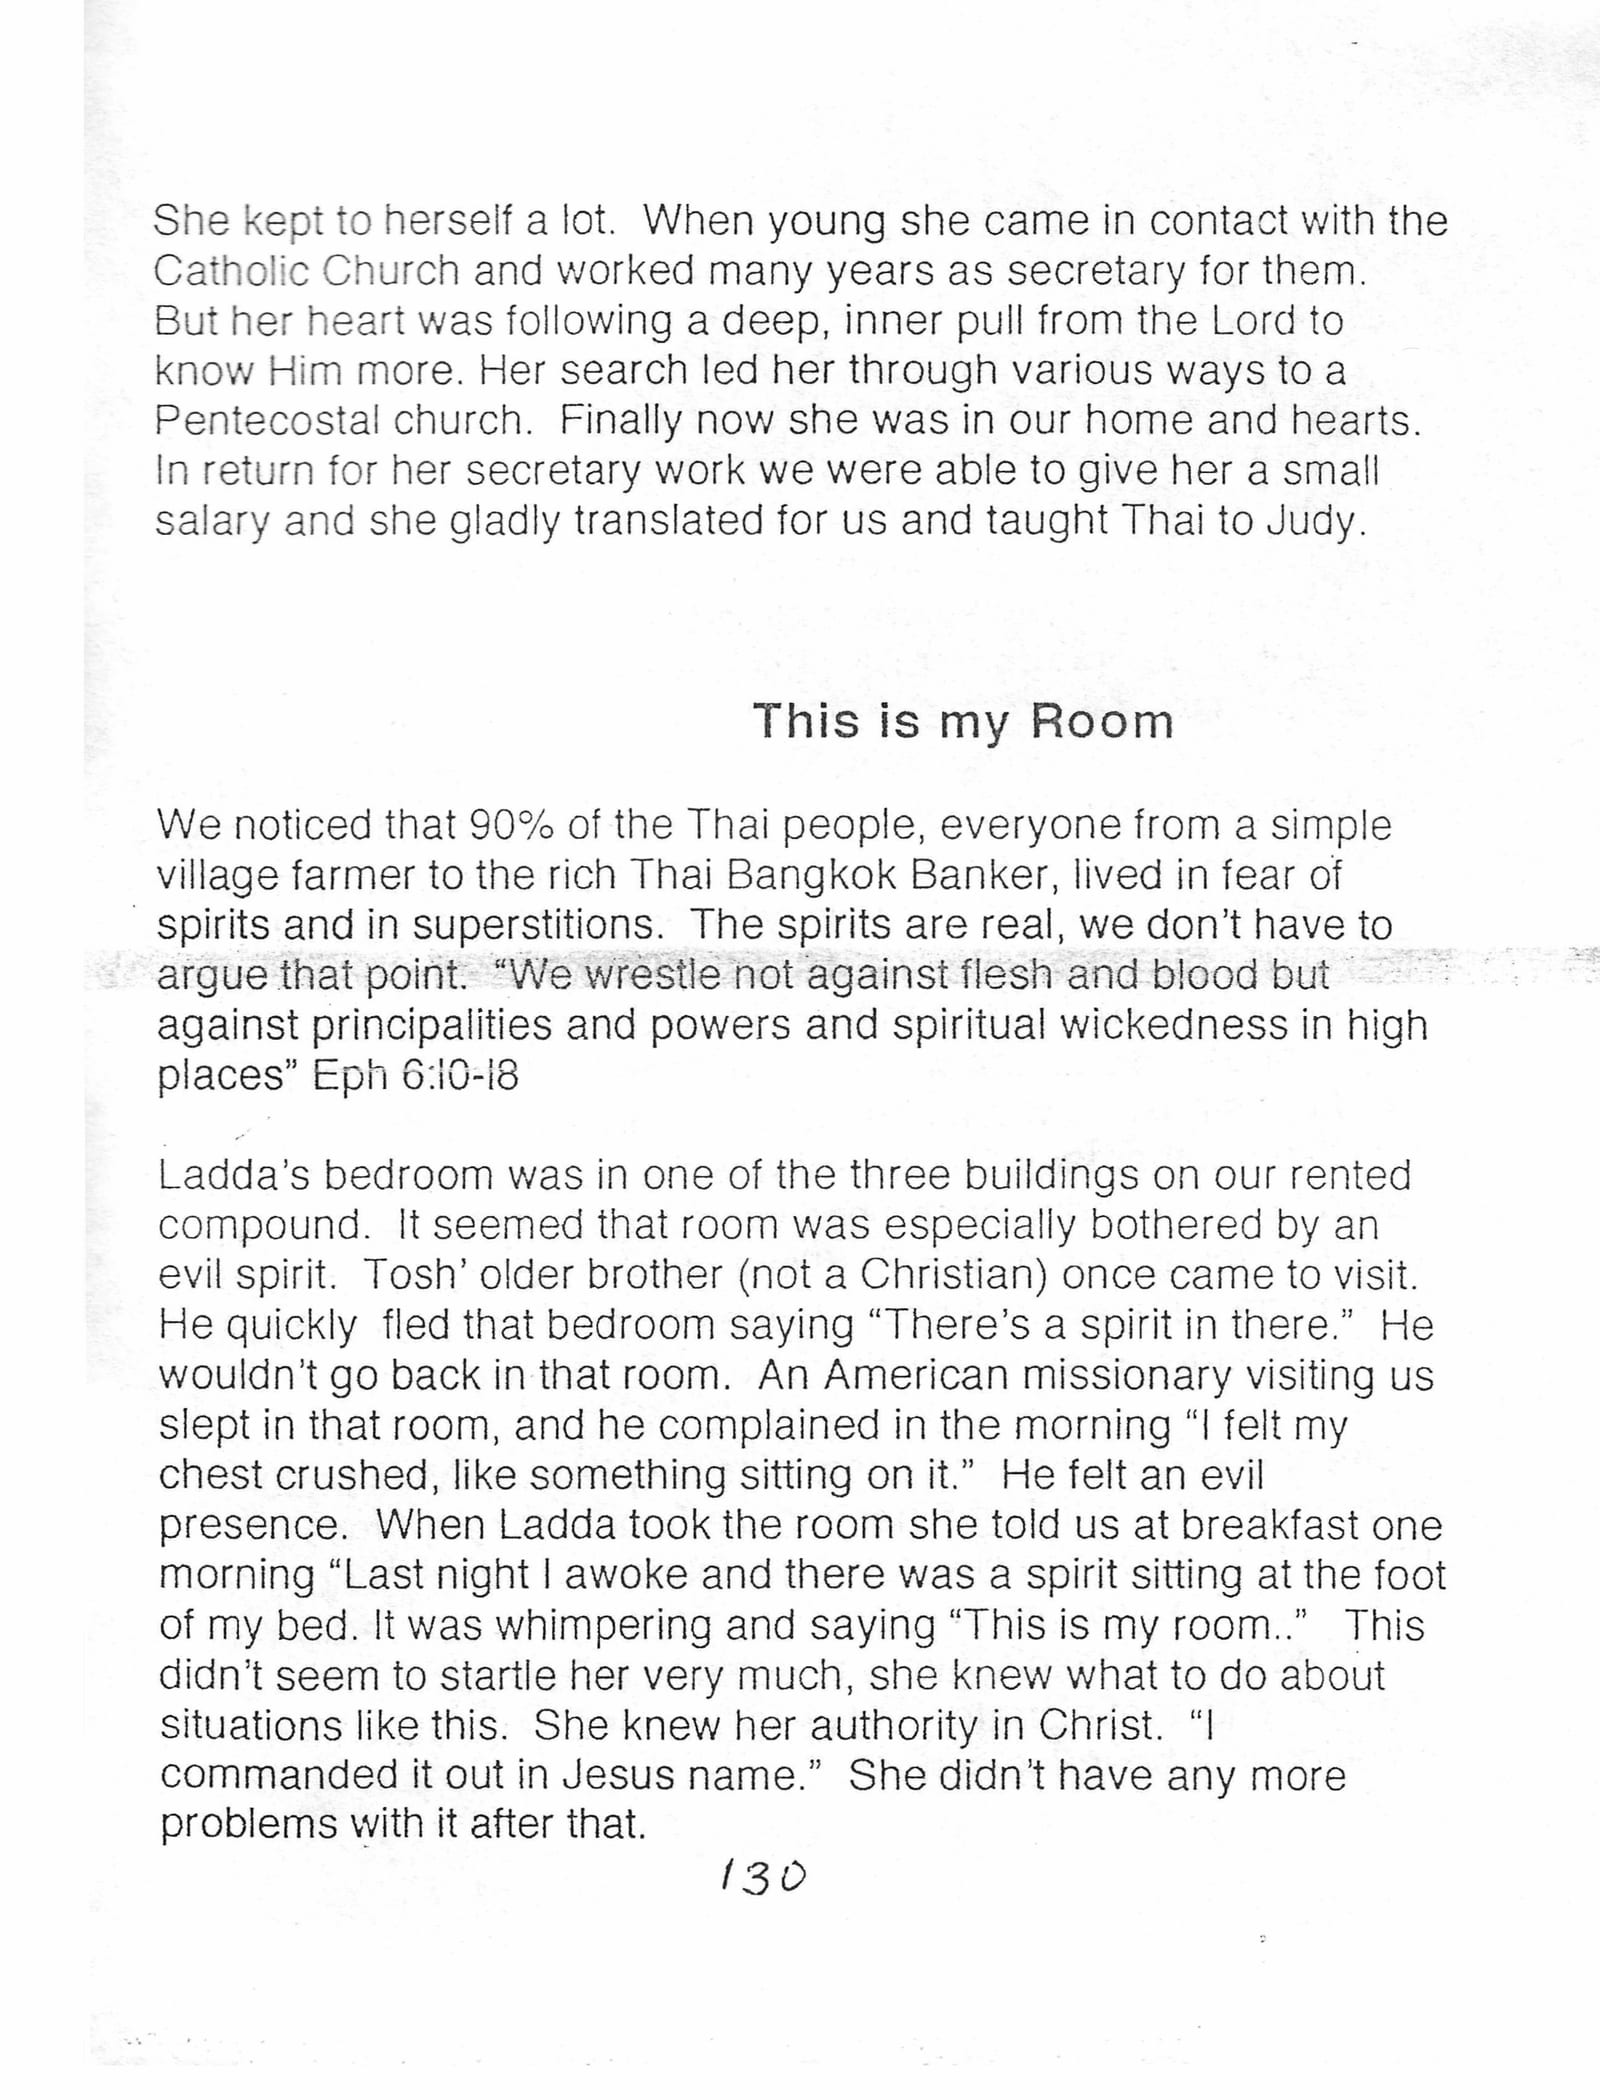 She kept to herself a lot.  When young she came in contact with the
Catholic Church and worked many years as secretary for them.
But her heart was following a deep, inner pull from the Lord to
know Him more. Her search led her through various ways to a
Pentecostal church.  Finally now she was in our home and hearts.
In return for her secretary work we were able to give her a small
salary and she gladly translated for us and taught Thai to Judy.
This is my Room
We noticed that 90% of the Thai people, everyone from a simple
village farmer to the rich Thai Bangkok Banker, lived in fear of
spirits and in superstitions.  The spirits are real, we don't have to
argue that point.  “We wrestle not against flesh and blood but
against principalities and powers and spiritual wickedness in high
places” Eph 6:10-18
Ladda's bedroom was in one of the three buildings on our rented
compound.  It seemed that room was especially bothered by an
evil spirit.  Tosh' older brother (not a Christian) once came to visit.
He quickly  fled that bedroom saying “There's a spirit in there.”  He
wouldn't go back in that room.  An American missionary visiting us
slept in that room, and he complained in the morning “I felt my
chest crushed, like something sitting on it.”  He felt an evil
presence.  When Ladda took the room she told us at breakfast one
morning “Last night I awoke and there was a spirit sitting at the foot
of my bed. It was whimpering and saying “This is my room..”   This
didn't seem to startle her very much, she knew what to do about
situations like this.  She knew her authority in Christ.  “I
commanded it out in Jesus name.”  She didn't have any more
problems with it after that.
130